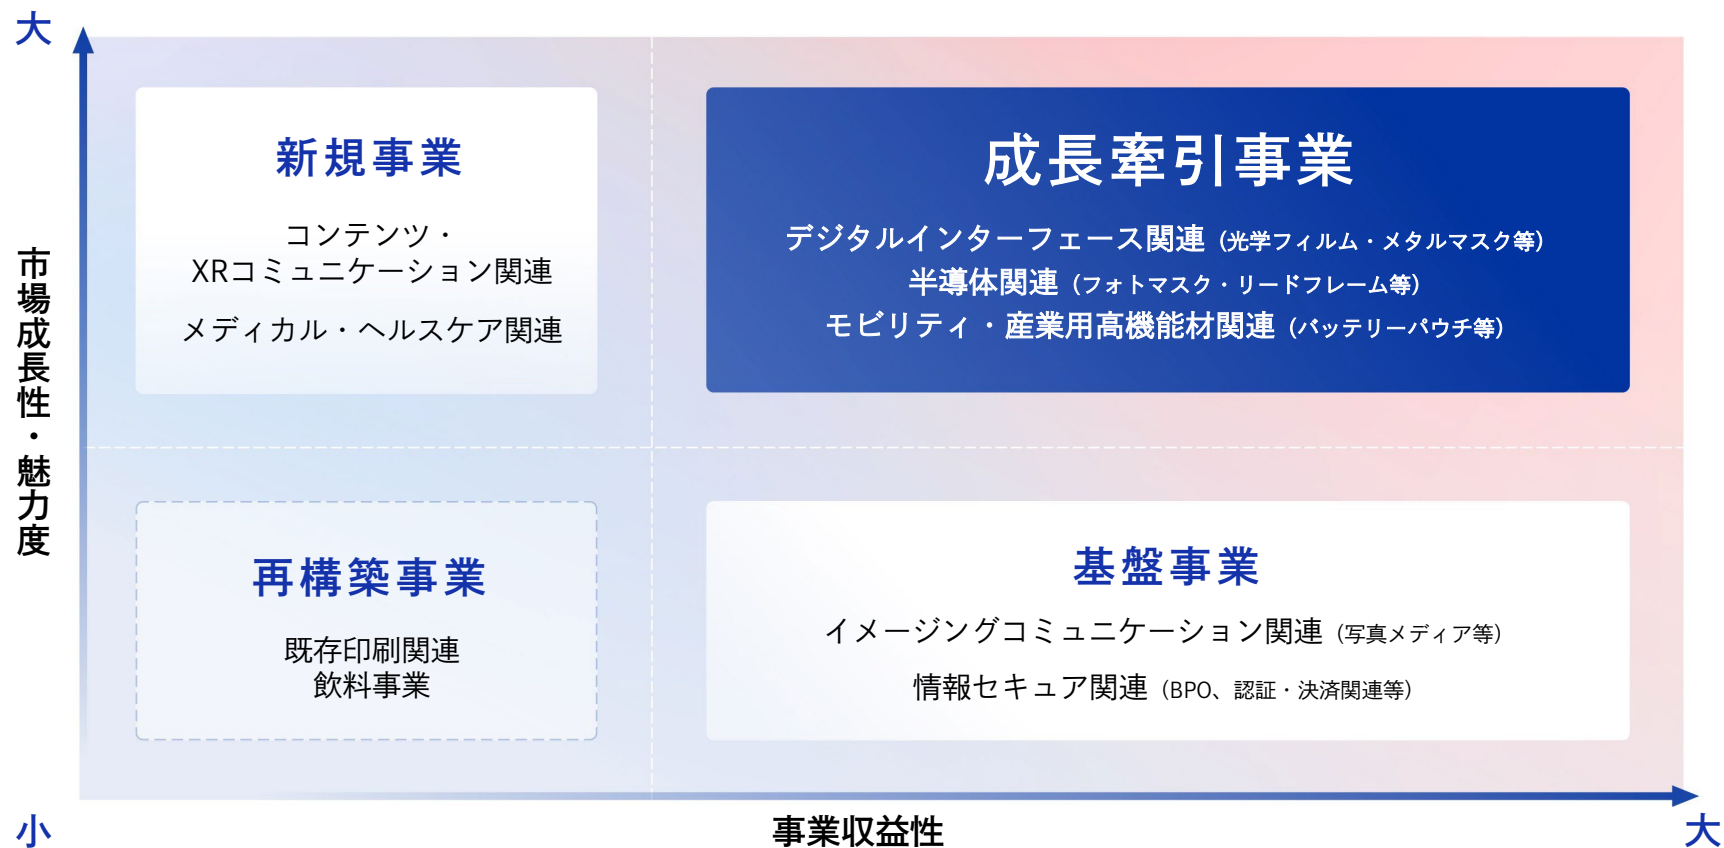 大
市場成長性・魅力度
新規事業
コンテンツ・
XRコミュニケーション関連
メディカル・ヘルスケア関連
成長牽引事業
デジタルインターフェース関連（光学フィルム・メタルマスク等）
半導体関連（フォトマスク・リードフレーム等）
モビリティ・産業用高機能材関連（バッテリーパウチ等）
再構築事業
既存印刷関連
飲料事業
基盤事業
イメージングコミュニケーション関連（写真メディア等）
情報セキュア関連（BPO、認証・決済関連等）
小
事業収益性
大